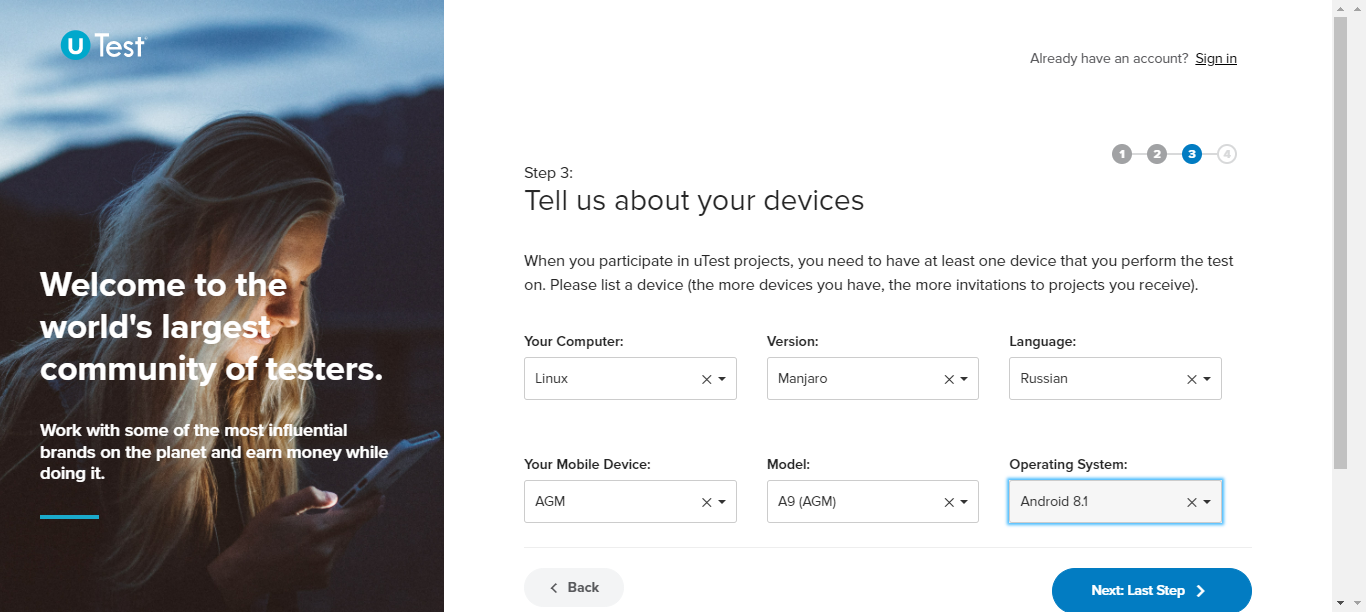 uTest
Already have an account? Sign in
1 2 3 4
Step 3:
Tell us about your devices
Welcome to the
world's largest
community of testers.
Work with some of the most influential
brands on the planet and earn money while
doing it.
When you participate in uTest projects, you need to have at least one device that you perform the test
on. Please list a device (the more devices you have, the more invitations to projects you receive).
Your Computer: Version: Language:
Linux Manjaro Russian
Your Mobile Device: Model: Operating System:
AGM A9 (AGM) Android 8.1
Back Next: Last Step